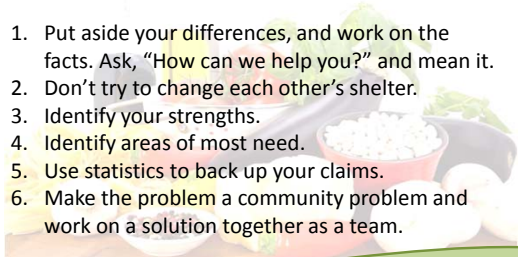 1. Put aside your differences, and work on the
facts. Ask, “How can we help you?” and mean it.
2. Don’t try to change each other’s shelter.
3. Identify your strengths.
4. Identify areas of most need.
5. Use statistics to back up your claims.
6. Make the problem a community problem and
work on a solution together as a team.